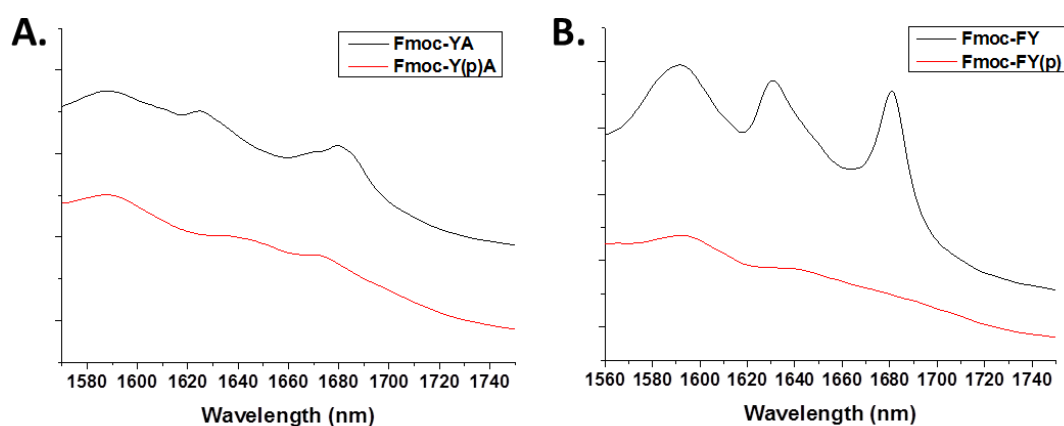 A.
Fmoc-YA
Fmoc-Y(p)A
1580 1600 1620 1640 1660 1680 1700 1720 1740
Wavelength (nm)
B.
Fmoc-FY
Fmoc-FY(p)
1560 1580 1600 1620 1640 1660 1680 1700 1720 1740
Wavelength (nm)